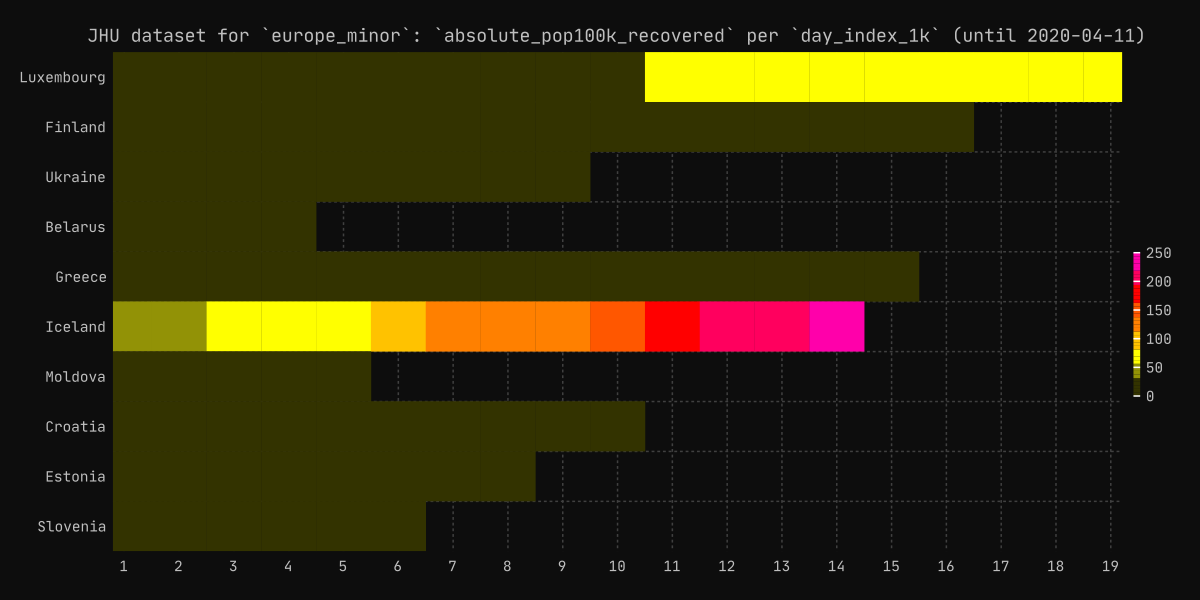 JHU dataset for `europe_minor`: `absolute_pop100k_recovered` per `day_index_1k` (until 2020-04-11)
Luxembourg
Finland
Ukraine
Belarus
Greece
Iceland
Moldova
Croatia
Estonia
Slovenia
250
200
150
100
50
0
1 2 3 4 5 6 7 8 9 10 11 12 13 14 15 16 17 18 19